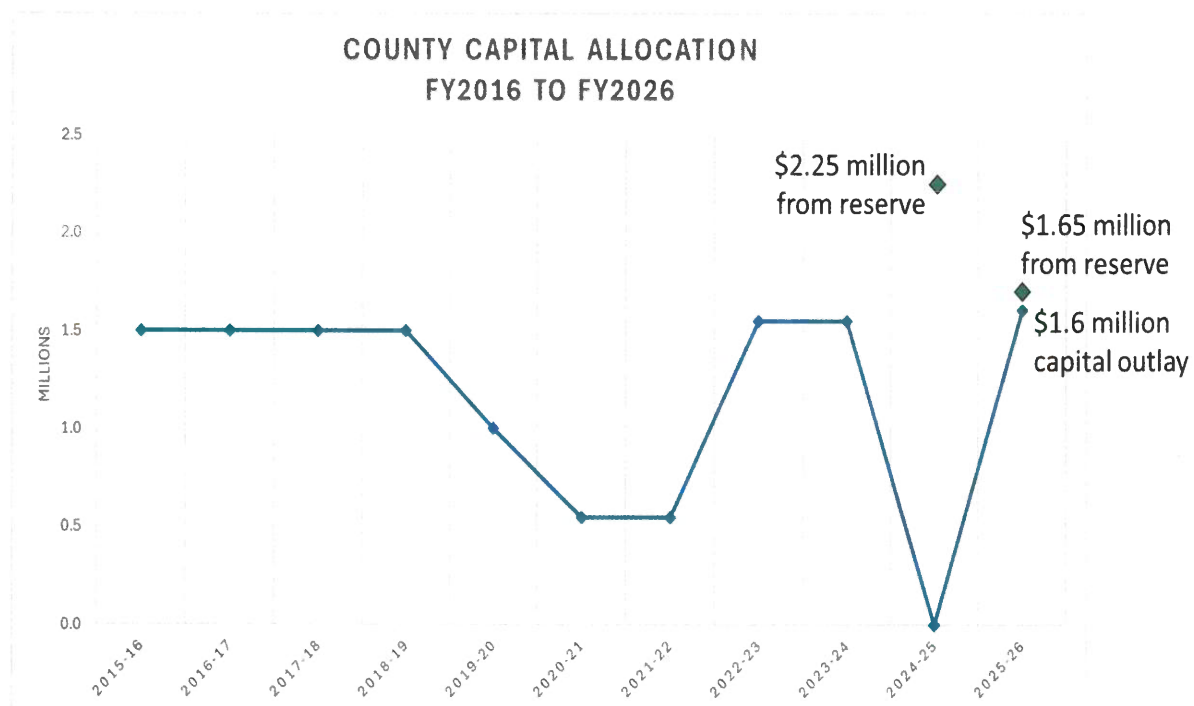 COUNTY CAPITAL ALLOCATION
FY2016 TO FY2026
2.5
2.0
1.5
1.0
0.5
0.0
MILLIONS
$2.25 million
from reserve
$1.65 million
from reserve
$1.6 million
capital outlay
2015-16
2016-17
2017-18
2018-19
2019-20
2020-21
2021-22
2022-23
2023-24
2024-25
2025-26